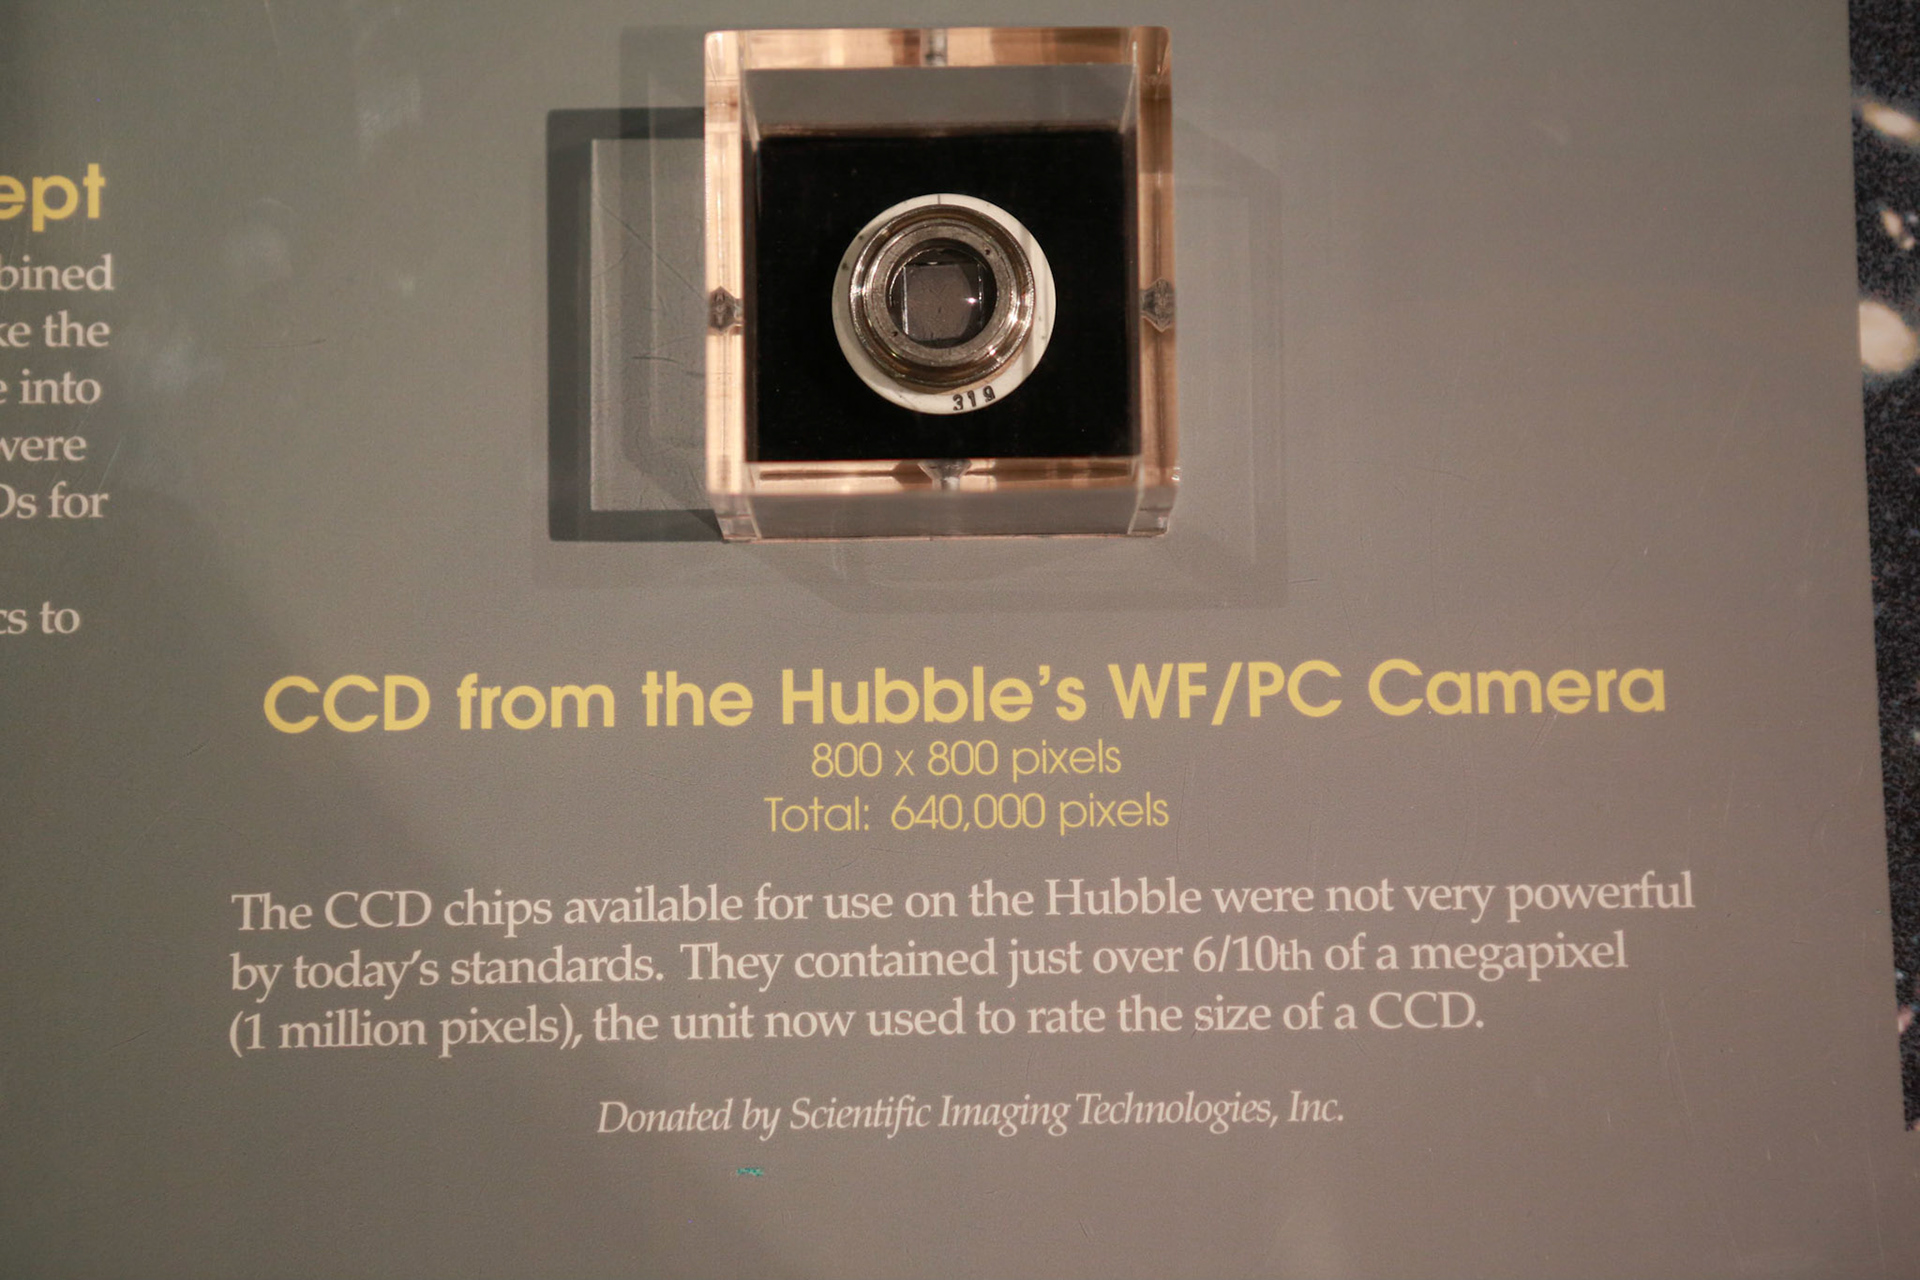 ept
bined
ke the
e into
were
Ds for
cs to
319
CCD from the Hubble's WF/PC Camera
800 x 800 pixels
Total: 640,000 pixels
The CCD chips available for use on the Hubble were not very powerful
by today's standards. They contained just over 6/10th of a megapixel
(1 million pixels), the unit now used to rate the size of a CCD.
Donated by Scientific Imaging Technologies, Inc.